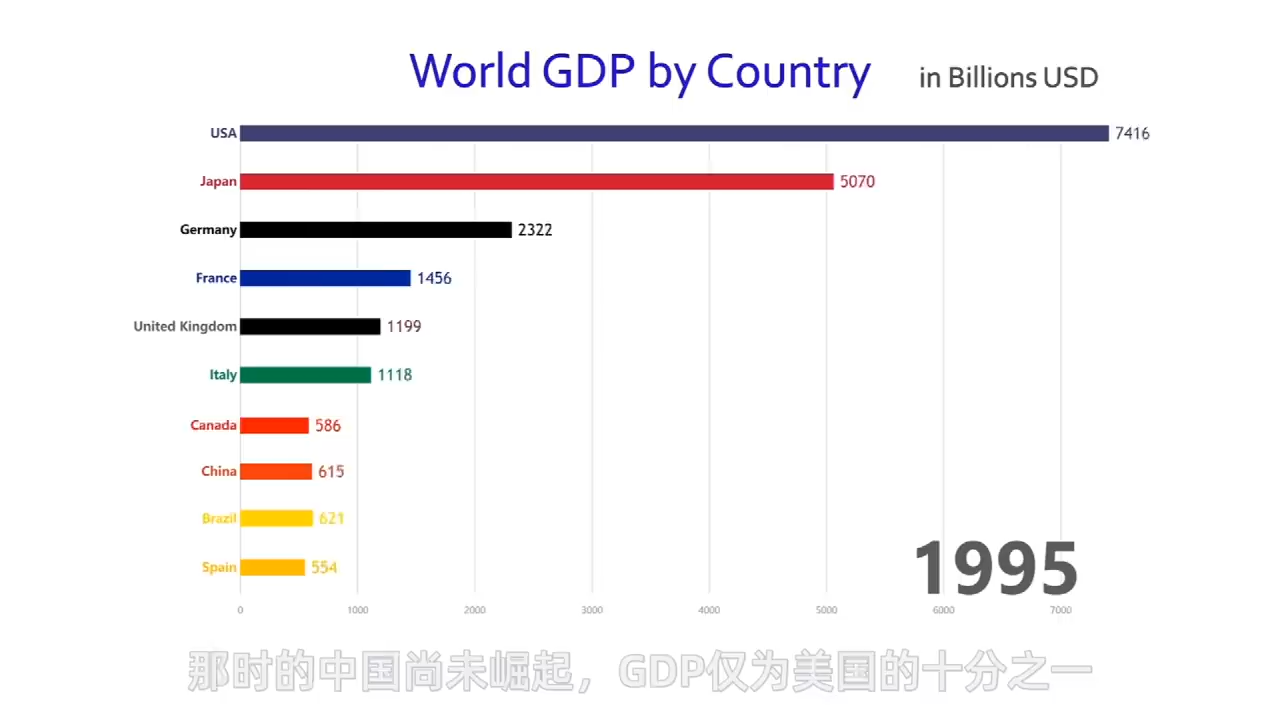 World GDP by Country in Billions USD
USA 7416
Japan 5070
Germany 2322
France 1456
United Kingdom 1199
Italy 1118
Canada 586
China 615
Brazil 621
Spain 554
1995
0 1000 2000 3000 4000 5000 6000 7000
那时的中国尚未崛起，GDP仅为美国的十分之一